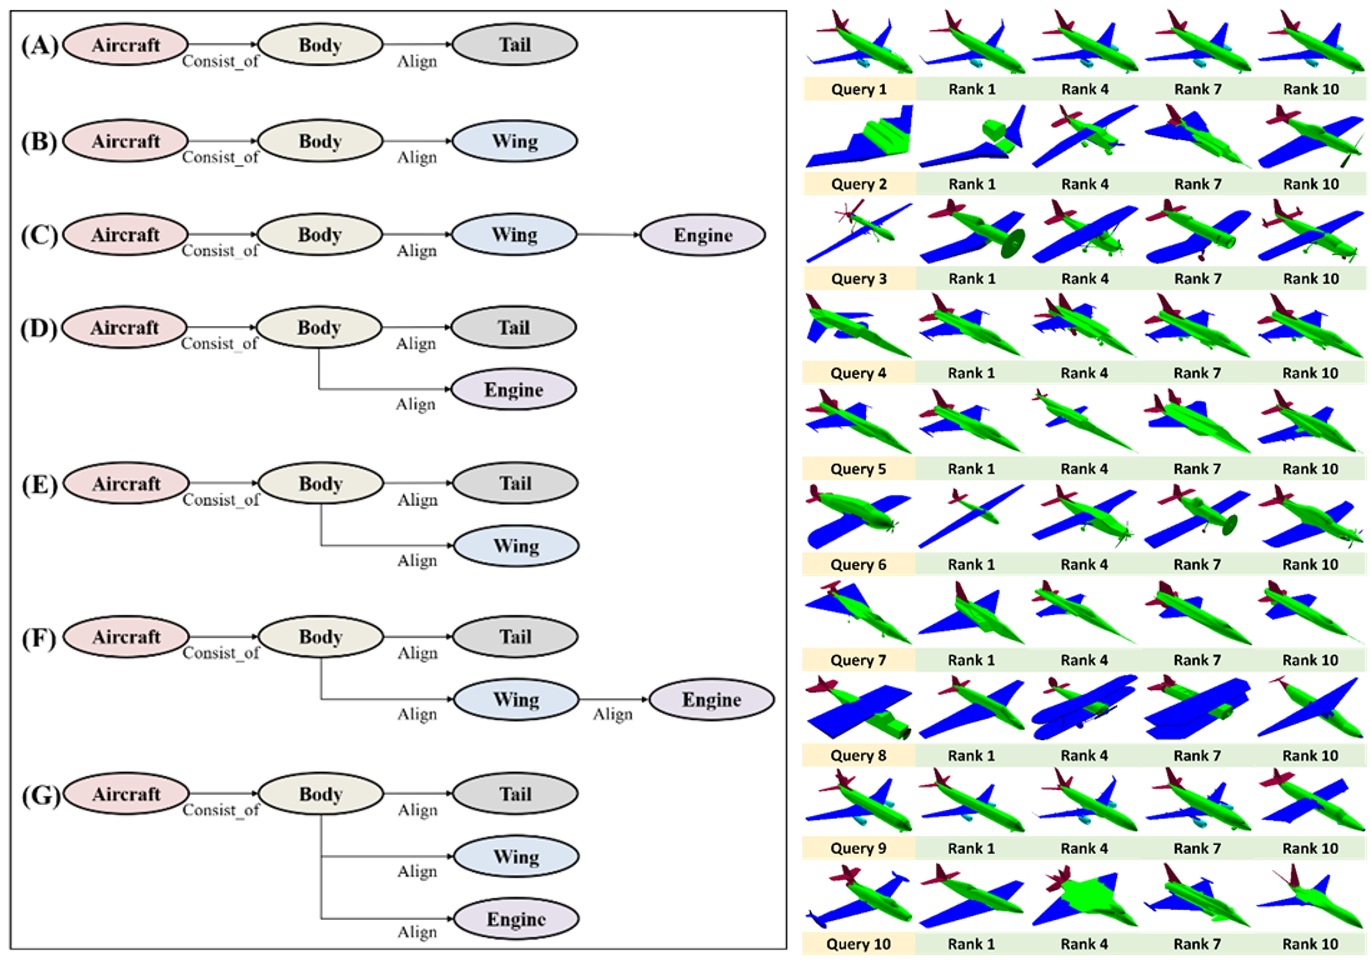 (A) Aircraft Consist_of Body Align Tail
(B) Aircraft Consist_of Body Align Wing
(C) Aircraft Consist_of Body Align Wing Engine
(D) Aircraft Consist_of Body Align Tail
Engine
Align
(E) Aircraft Consist_of Body Align Tail
Wing
Align
(F) Aircraft Consist_of Body Align Tail
Wing Align Engine
Align
(G) Aircraft Consist_of Body Align Tail
Wing
Align
Engine
Align
Query 1 Rank 1 Rank 4 Rank 7 Rank 10
Query 2 Rank 1 Rank 4 Rank 7 Rank 10
Query 3 Rank 1 Rank 4 Rank 7 Rank 10
Query 4 Rank 1 Rank 4 Rank 7 Rank 10
Query 5 Rank 1 Rank 4 Rank 7 Rank 10
Query 6 Rank 1 Rank 4 Rank 7 Rank 10
Query 7 Rank 1 Rank 4 Rank 7 Rank 10
Query 8 Rank 1 Rank 4 Rank 7 Rank 10
Query 9 Rank 1 Rank 4 Rank 7 Rank 10
Query 10 Rank 1 Rank 4 Rank 7 Rank 10